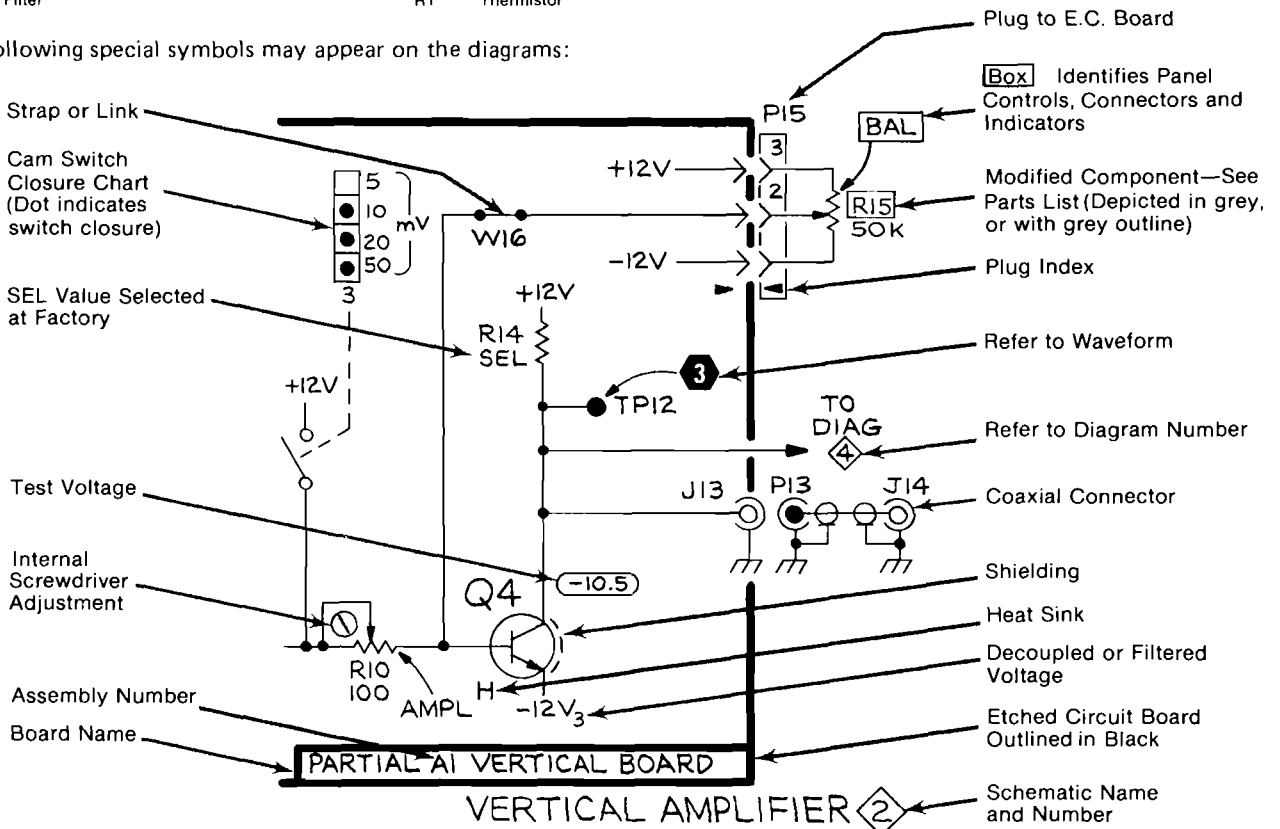 Filter
RT Thermistor
ollowing special symbols may appear on the diagrams:
Plug to E.C. Board
Box Identifies Panel
Controls, Connectors and
Indicators
Modified Component—See
Parts List (Depicted in grey,
or with grey outline)
Plug Index
Refer to Waveform
Refer to Diagram Number
Coaxial Connector
Shielding
Heat Sink
Decoupled or Filtered
Voltage
Etched Circuit Board
Outlined in Black
Schematic Name
and Number
Strap or Link
Cam Switch
Closure Chart
(Dot indicates
switch closure)
SEL Value Selected
at Factory
Test Voltage
Internal
Screwdriver
Adjustment
Assembly Number
Board Name
5
10
20
50
mV
3
+12V
W16
+12V
-12V
P15
3
2
BAL
R15
50K
+12V
R14
SEL
3
TP12
TO
DIAG
4
J13
P13
J14
-10.5
Q4
R10
100
AMPL
H
-12V3
PARTIAL A1 VERTICAL BOARD
VERTICAL AMPLIFIER 2